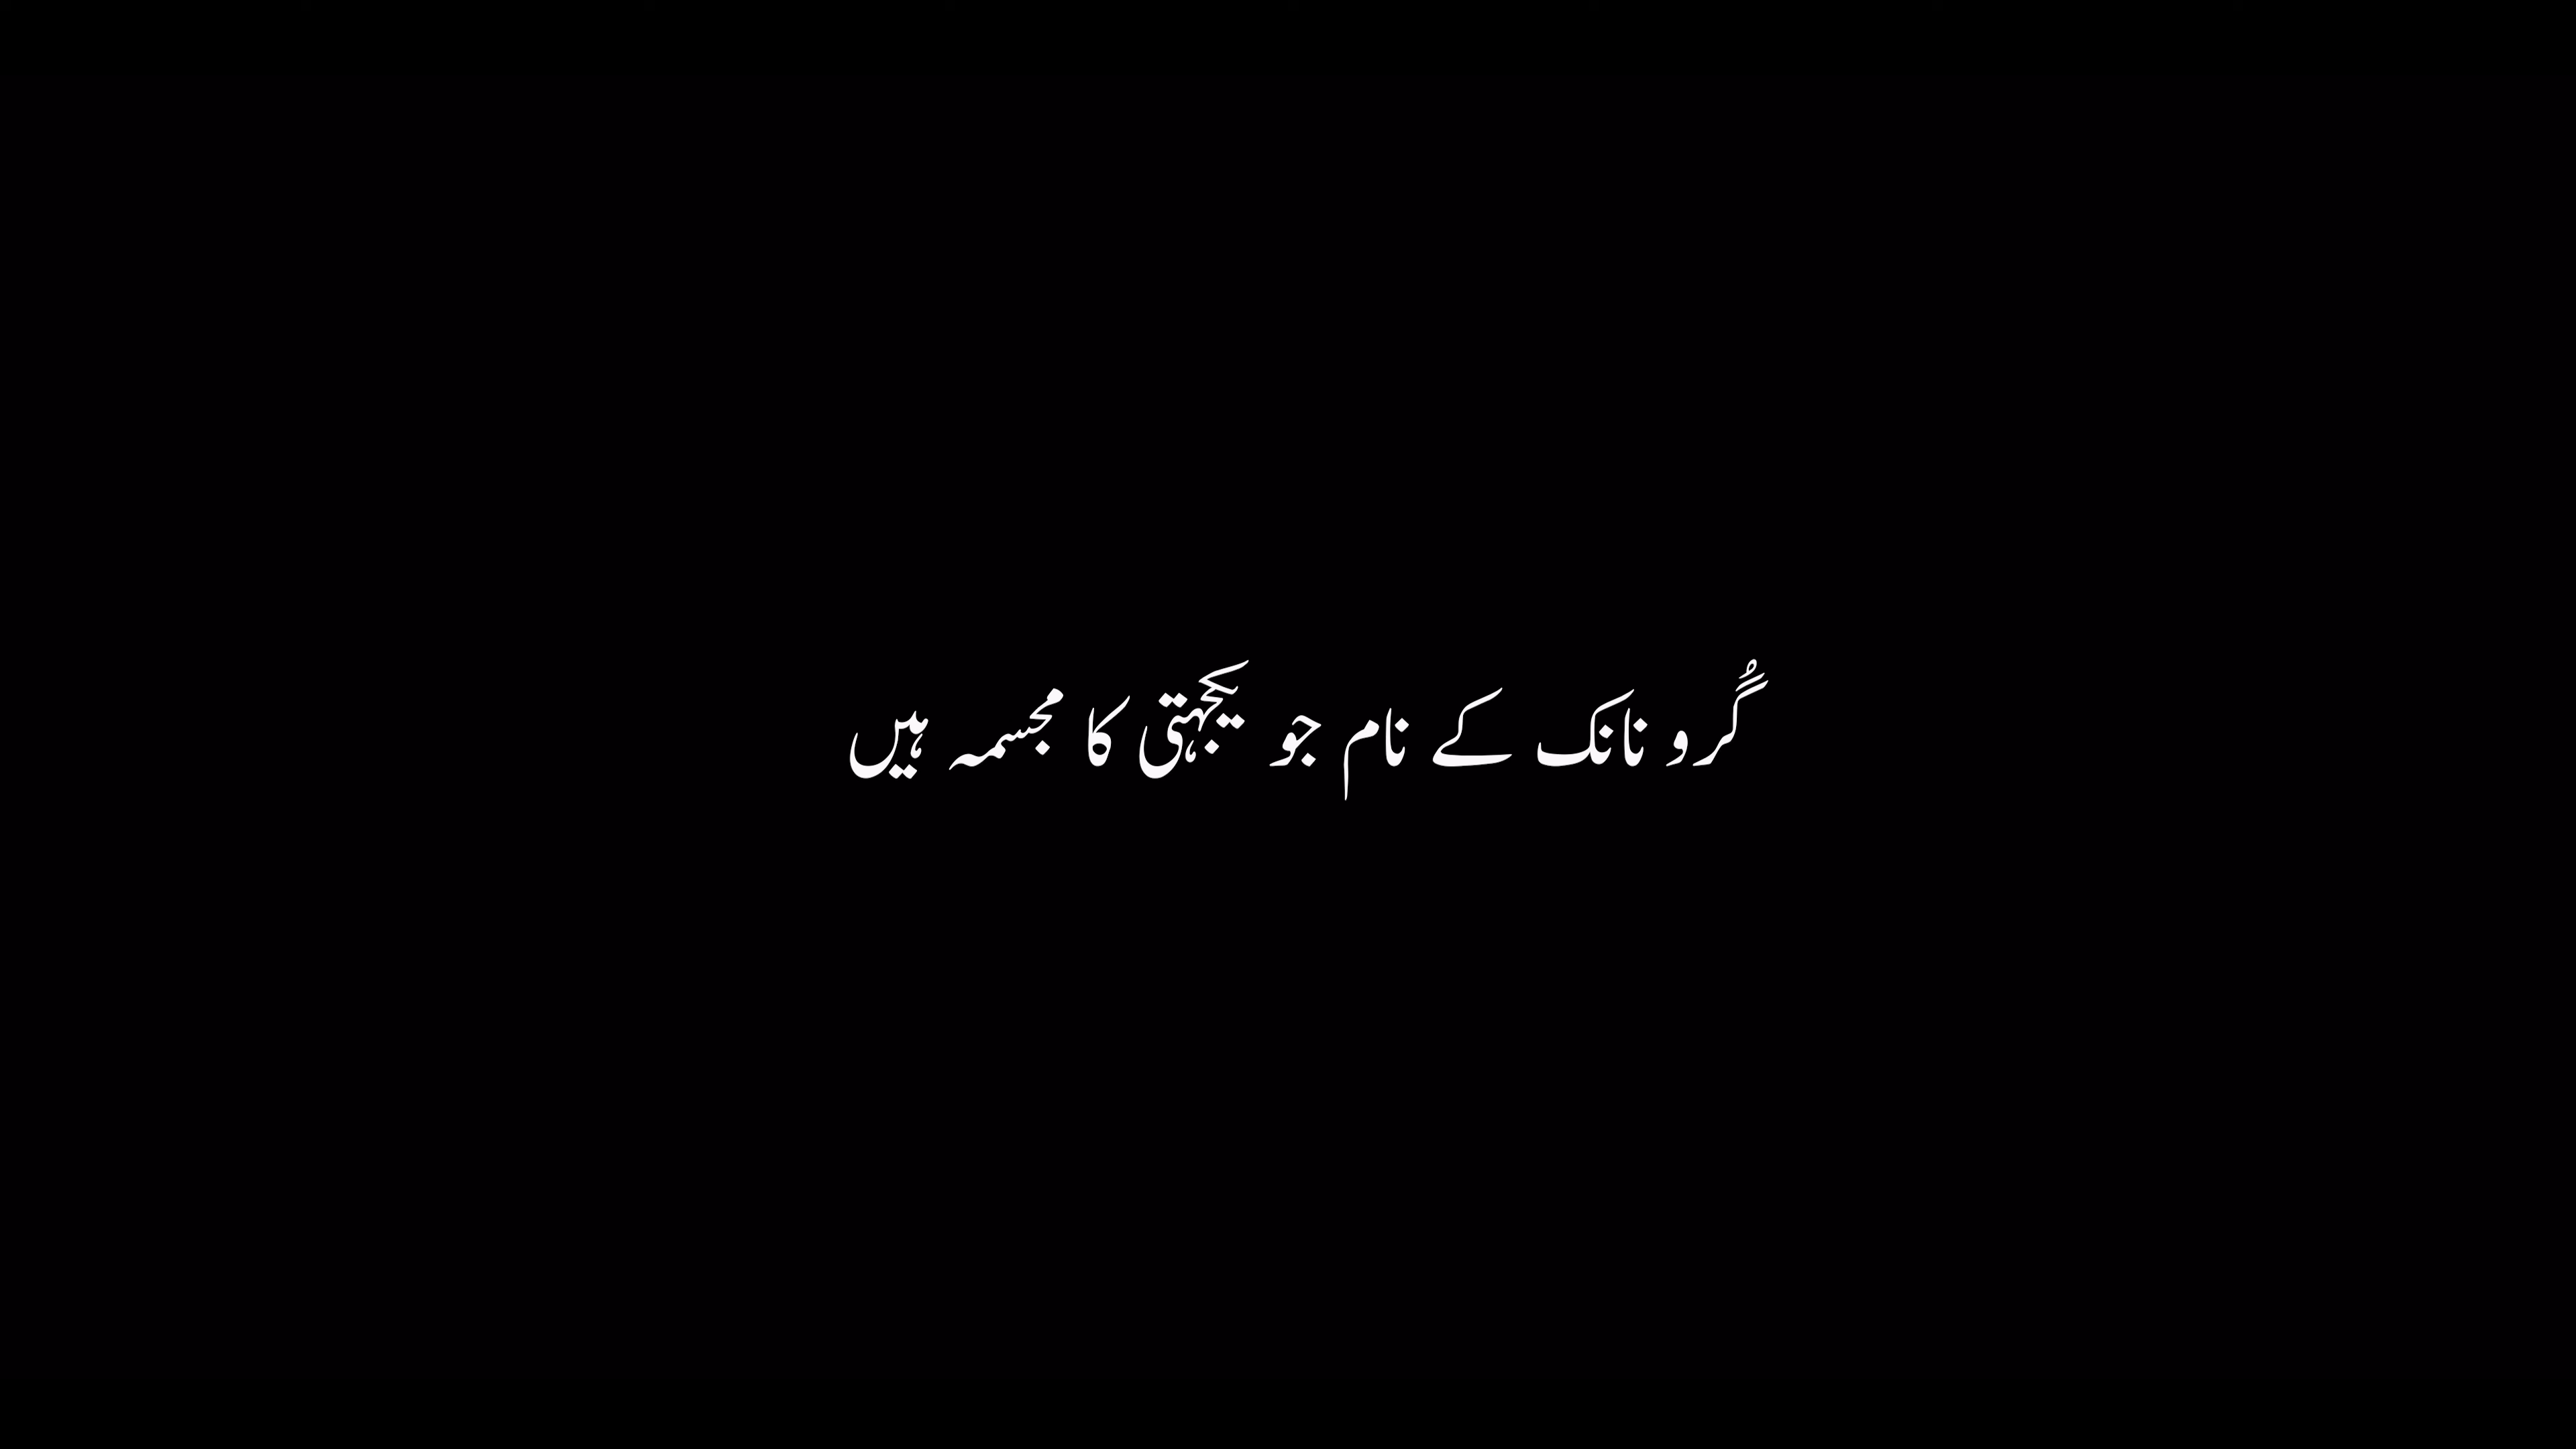 گُرو نانک کے نام جو یکجہتی کا مجسمہ ہیں